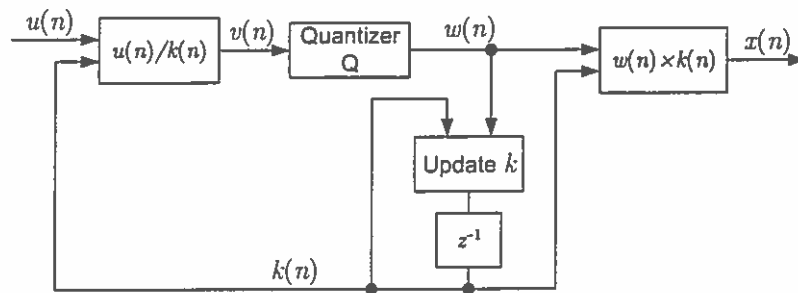 u(n)
u(n)/k(n)
v(n)
Quantizer
Q
w(n)
w(n)×k(n)
x(n)
Update k
z⁻¹
k(n)